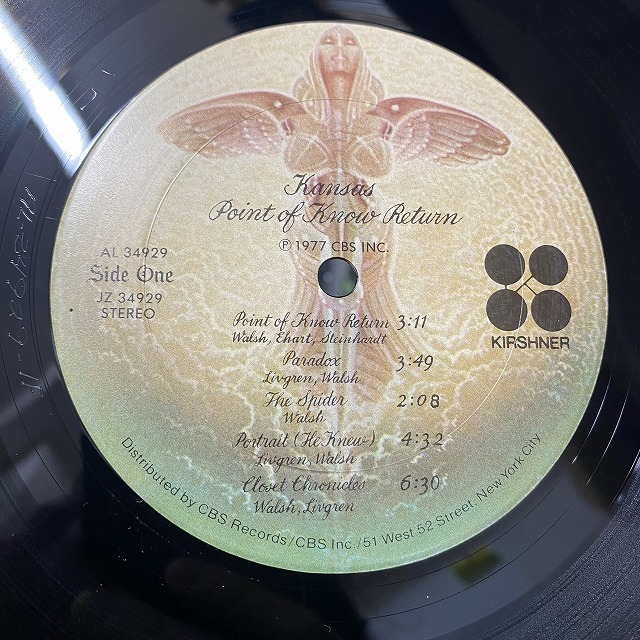 Kansas
Point of Know Return
℗ 1977 CBS INC.
AL 34929
Side One
JZ 34929
STEREO
KIRSHNER
Point of Know Return 3:11
Walsh, Ehart, Steinhardt
Paradox 3:49
Livgren, Walsh
The Spider 2:08
Walsh
Portrait (He Knew) 4:32
Livgren, Walsh
Closet Chronicles 6:30
Walsh, Livgren
Distributed by CBS Records/CBS Inc./51 West 52 Street, New York City